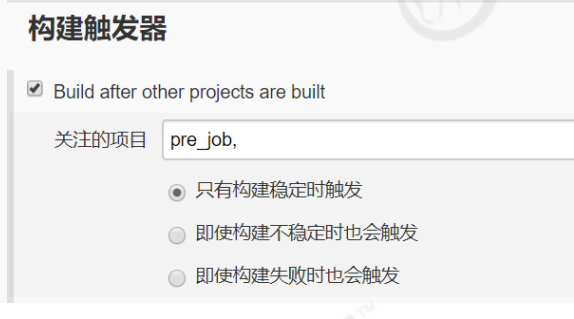 构建触发器
Build after other projects are built
关注的项目 pre_job,
只有构建稳定时触发
即使构建不稳定时也会触发
即使构建失败时也会触发